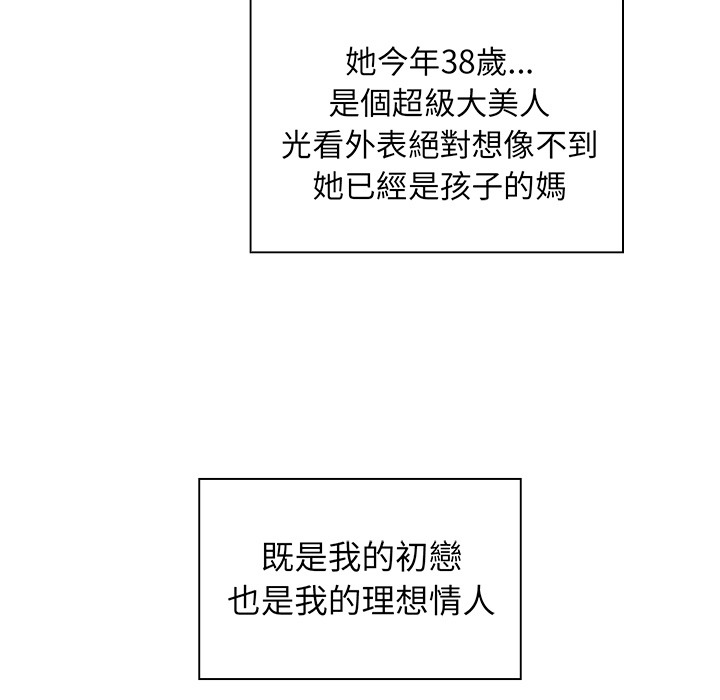 她今年38歲...
是個超級大美人
光看外表絕對想像不到
她已經是孩子的媽
既是我的初戀
也是我的理想情人